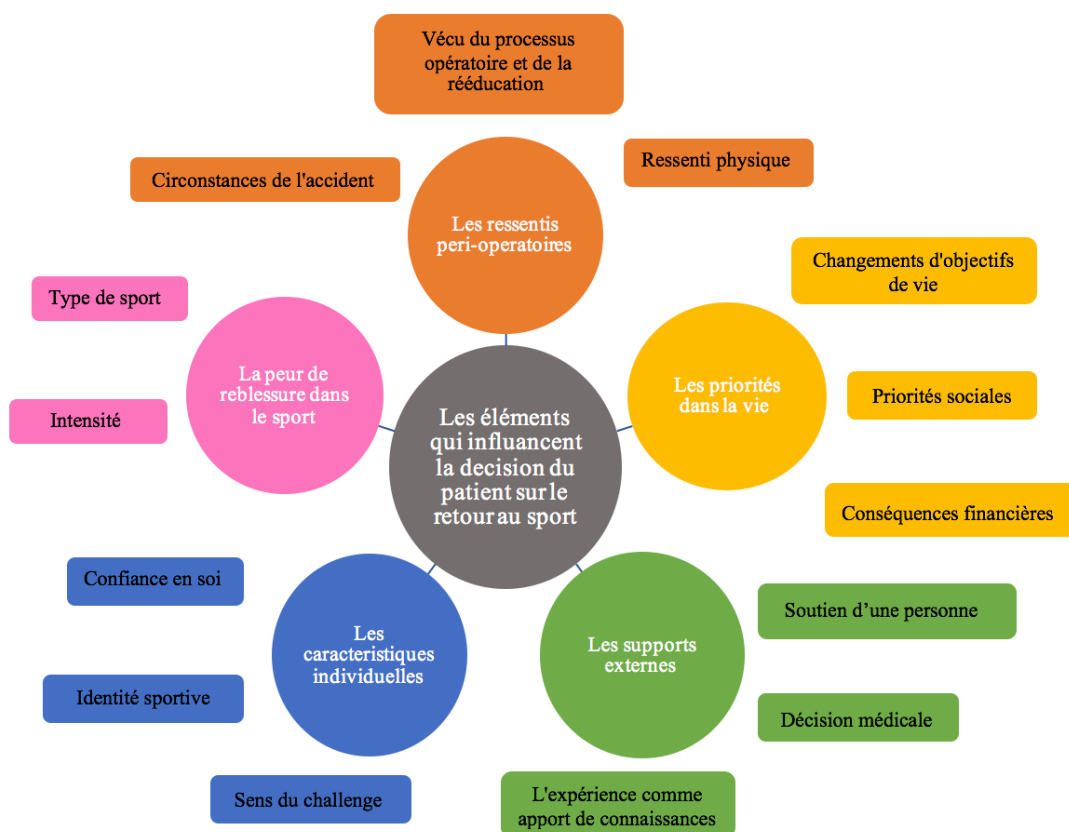 Vécu du processus
opératoire et de la
rééducation
Circonstances de l'accident
Ressenti physique
Les ressentis
peri-operatoires
Changements d'objectifs
de vie
Priorités sociales
Conséquences financières
Les priorités
dans la vie
Type de sport
Intensité
La peur de
reblessure dans
le sport
Les éléments
qui influancent
la decision du
patient sur le
retour au sport
Confiance en soi
Identité sportive
Sens du challenge
Les
caracteristiques
individuelles
Les supports
externes
Soutien d’une personne
Décision médicale
L'expérience comme
apport de connaissances